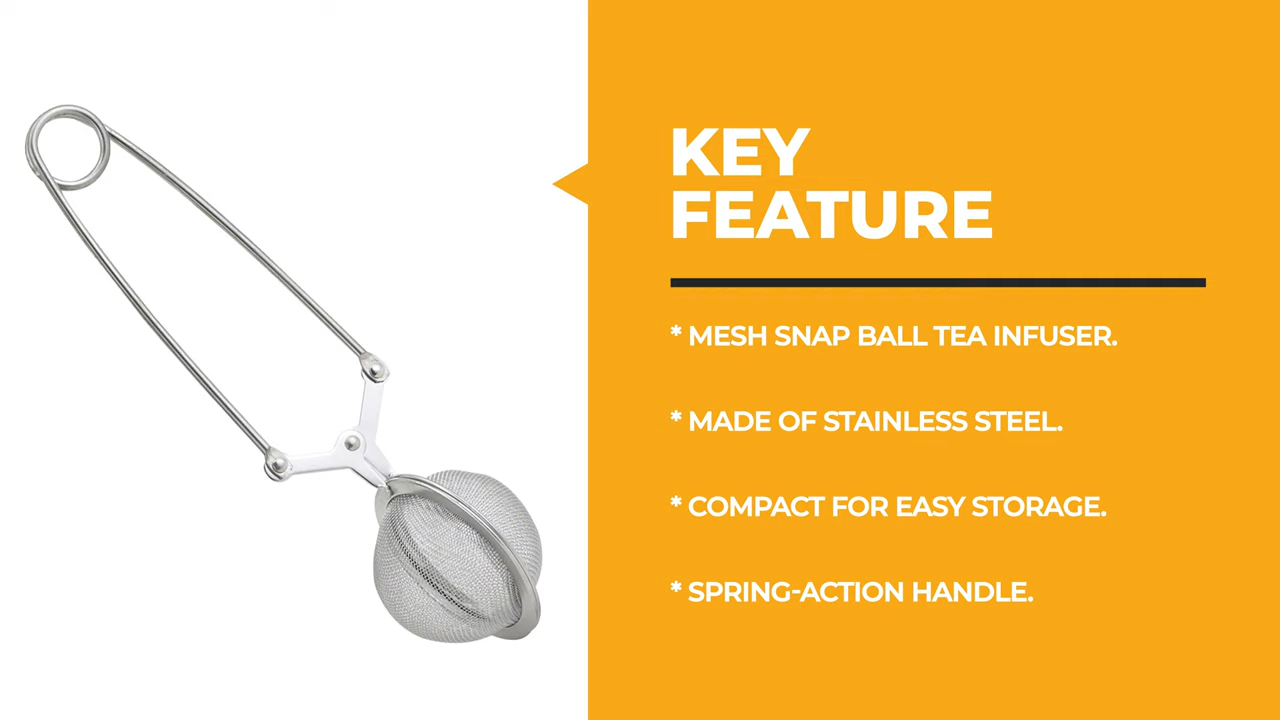 KEY
FEATURE
* MESH SNAP BALL TEA INFUSER.
* MADE OF STAINLESS STEEL.
* COMPACT FOR EASY STORAGE.
* SPRING-ACTION HANDLE.